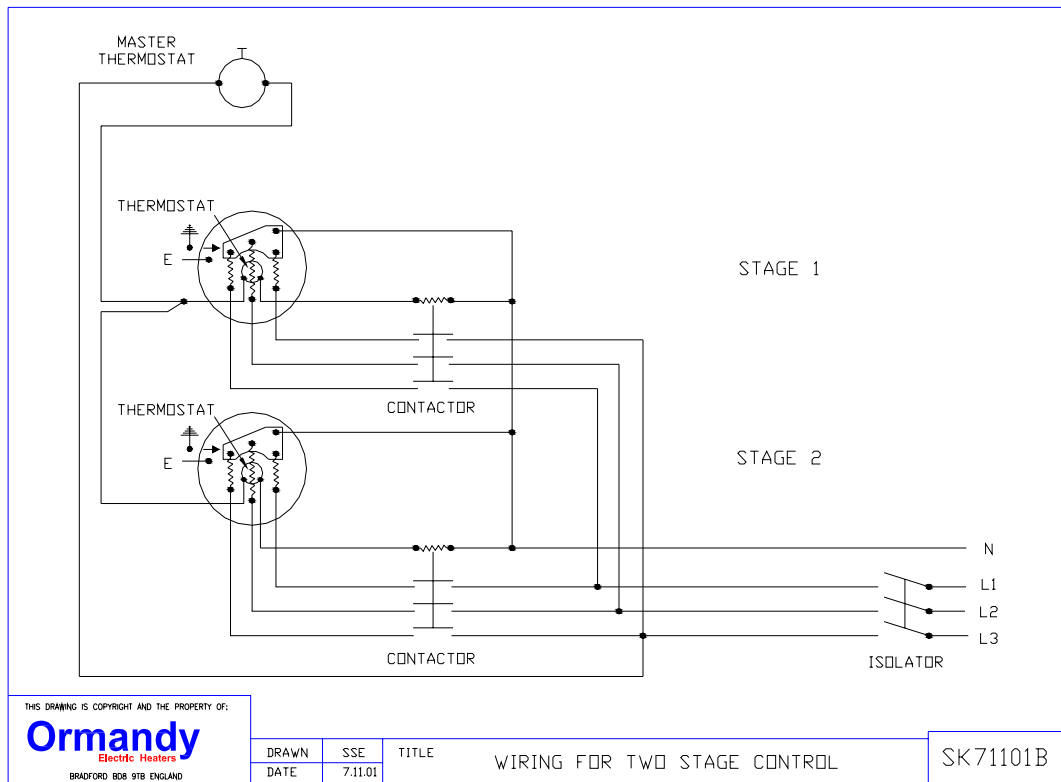 MASTER
THERMOSTAT
T
THERMOSTAT
E
STAGE 1
CONTACTOR
THERMOSTAT
E
STAGE 2
N
L1
L2
L3
CONTACTOR
ISOLATOR
THIS DRAWING IS COPYRIGHT AND THE PROPERTY OF:
Ormandy
Electric Heaters
BRADFORD BD8 9TB ENGLAND
DRAWN SSE
DATE 7.11.01
TITLE WIRING FOR TWO STAGE CONTROL
SK71101B